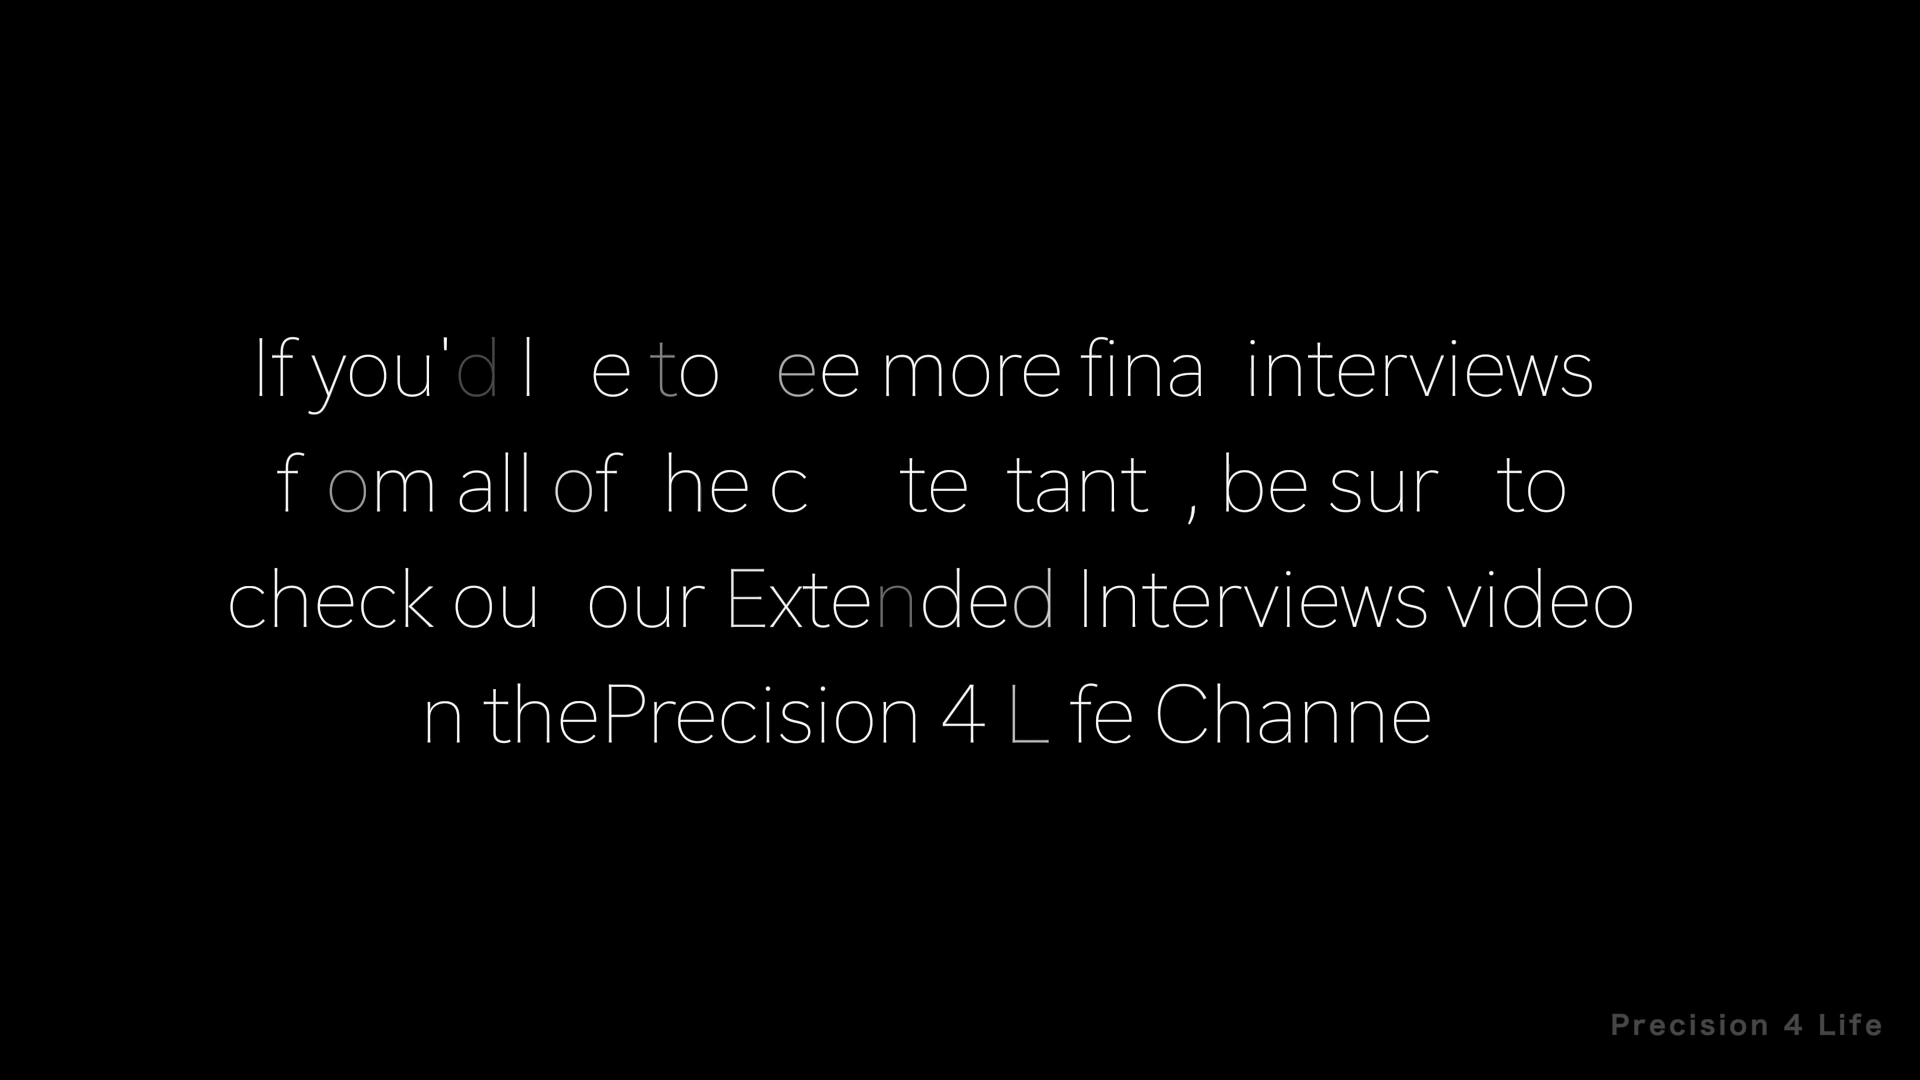 If you'd l e to ee more fina interviews
f om all of he c te tant , be sur to
check ou our Extended Interviews video
n thePrecision 4 L fe Channe
Precision 4 Life